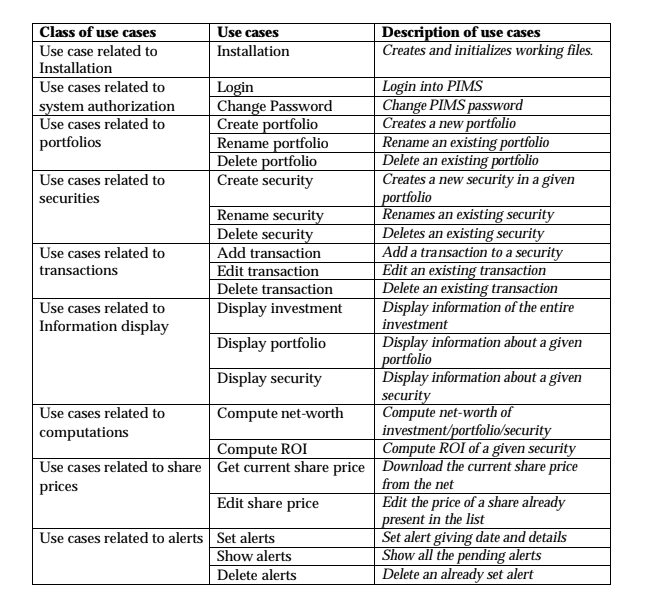 Class of use cases Use cases Description of use cases
Use case related to Installation Creates and initializes working files.
Installation
Use cases related to Login Login into PIMS
system authorization Change Password Change PIMS password
Use cases related to Create portfolio Creates a new portfolio
portfolios Rename portfolio Rename an existing portfolio
Delete portfolio Delete an existing portfolio
Use cases related to Create security Creates a new security in a given
securities portfolio
Rename security Renames an existing security
Delete security Deletes an existing security
Use cases related to Add transaction Add a transaction to a security
transactions Edit transaction Edit an existing transaction
Delete transaction Delete an existing transaction
Use cases related to Display investment Display information of the entire
Information display investment
Display portfolio Display information about a given
portfolio
Display security Display information about a given
security
Use cases related to Compute net-worth Compute net-worth of
computations investment/portfolio/security
Compute ROI Compute ROI of a given security
Use cases related to share Get current share price Download the current share price
prices from the net
Edit share price Edit the price of a share already
present in the list
Use cases related to alerts Set alerts Set alert giving date and details
Show alerts Show all the pending alerts
Delete alerts Delete an already set alert